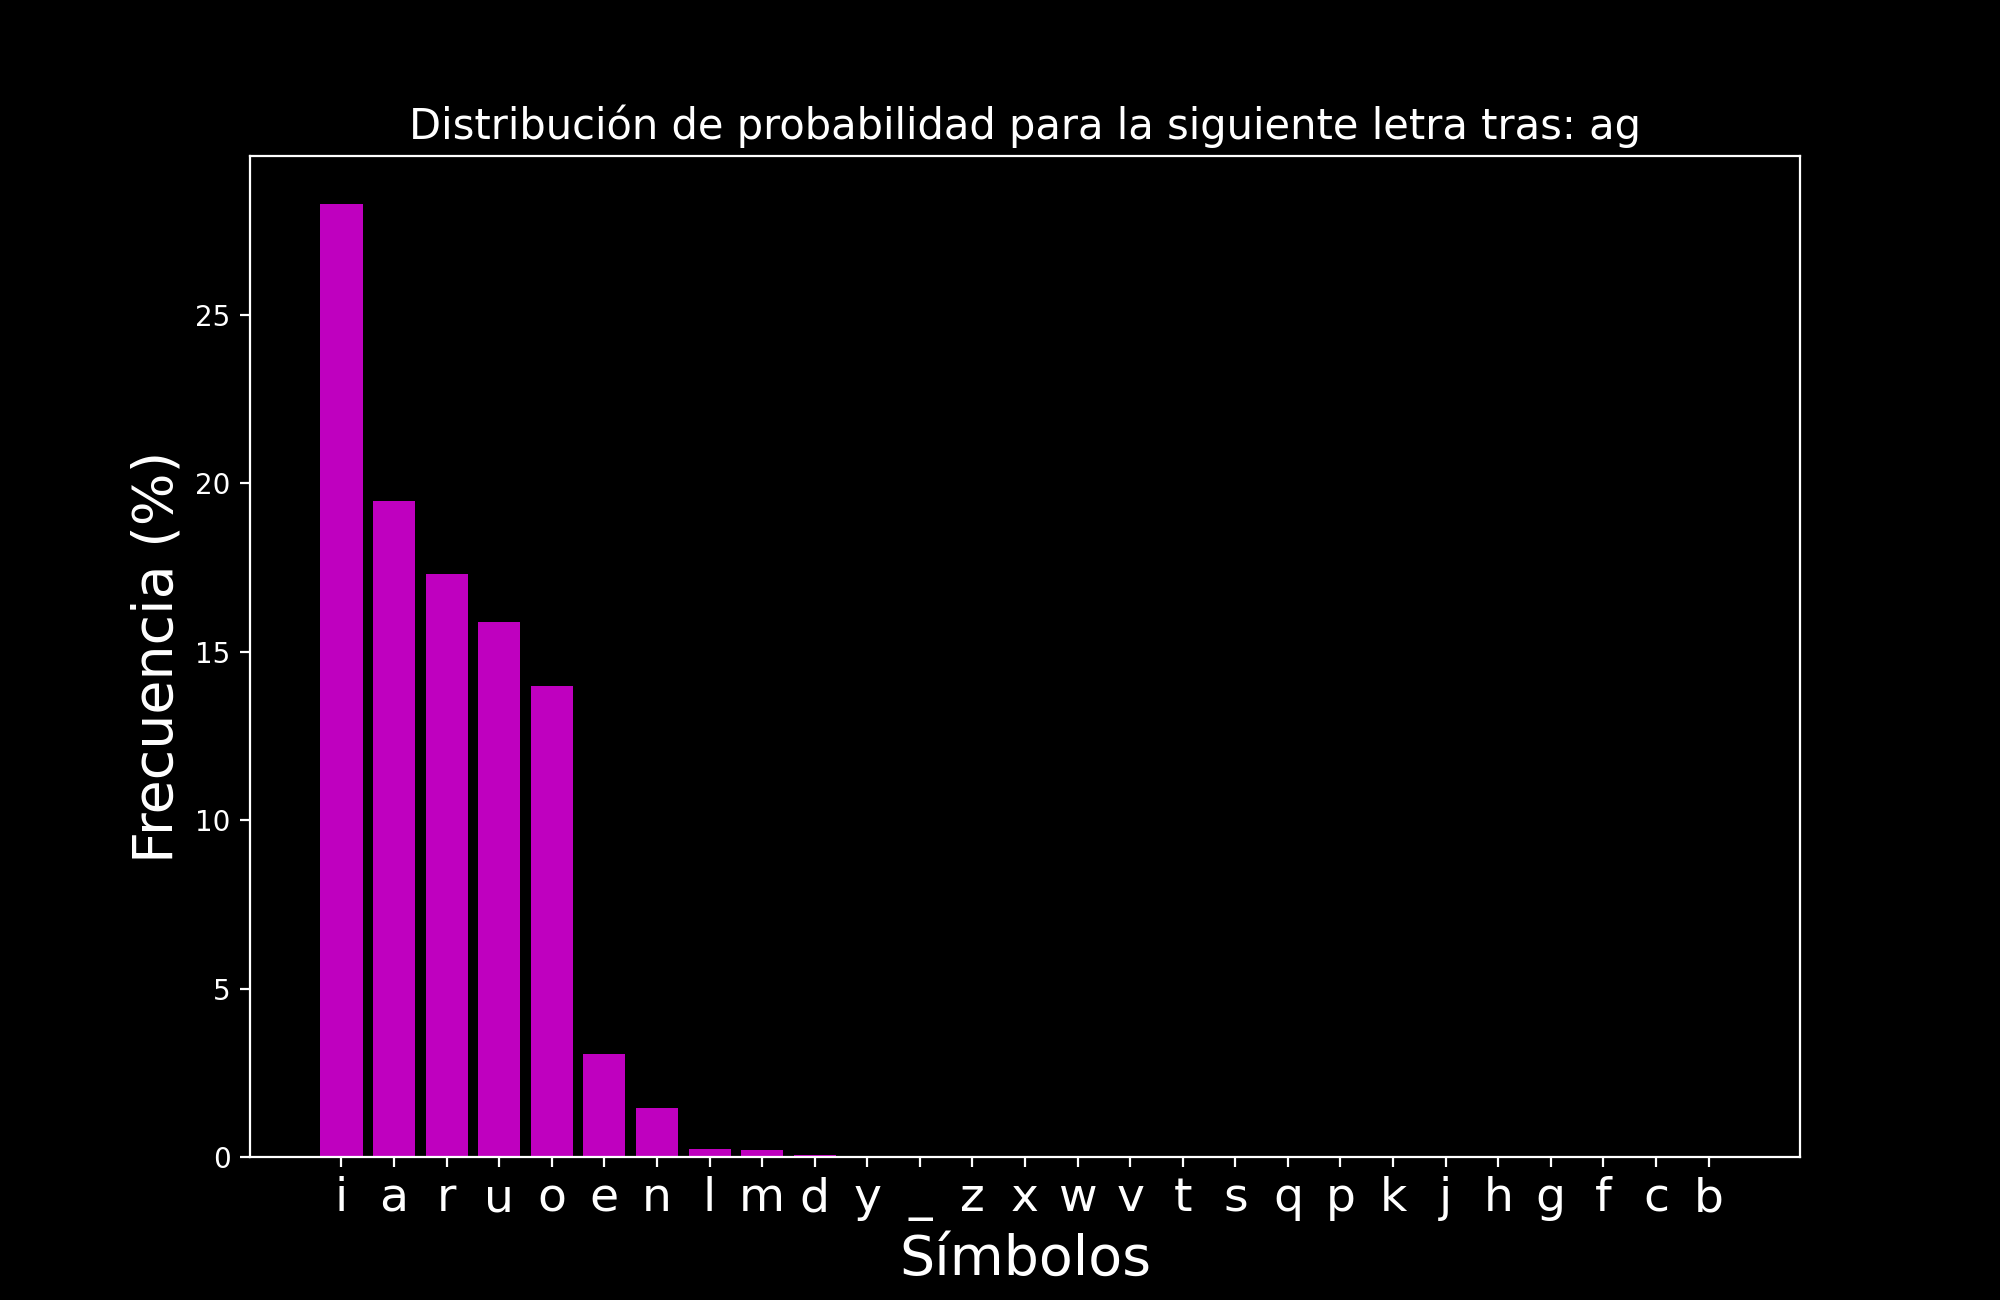 Distribución de probabilidad para la siguiente letra tras: ag
Frecuencia (%)
25
20
15
10
5
0
i a r u o e n l m d y _ z x w v t s q p k j h g f c b
Símbolos